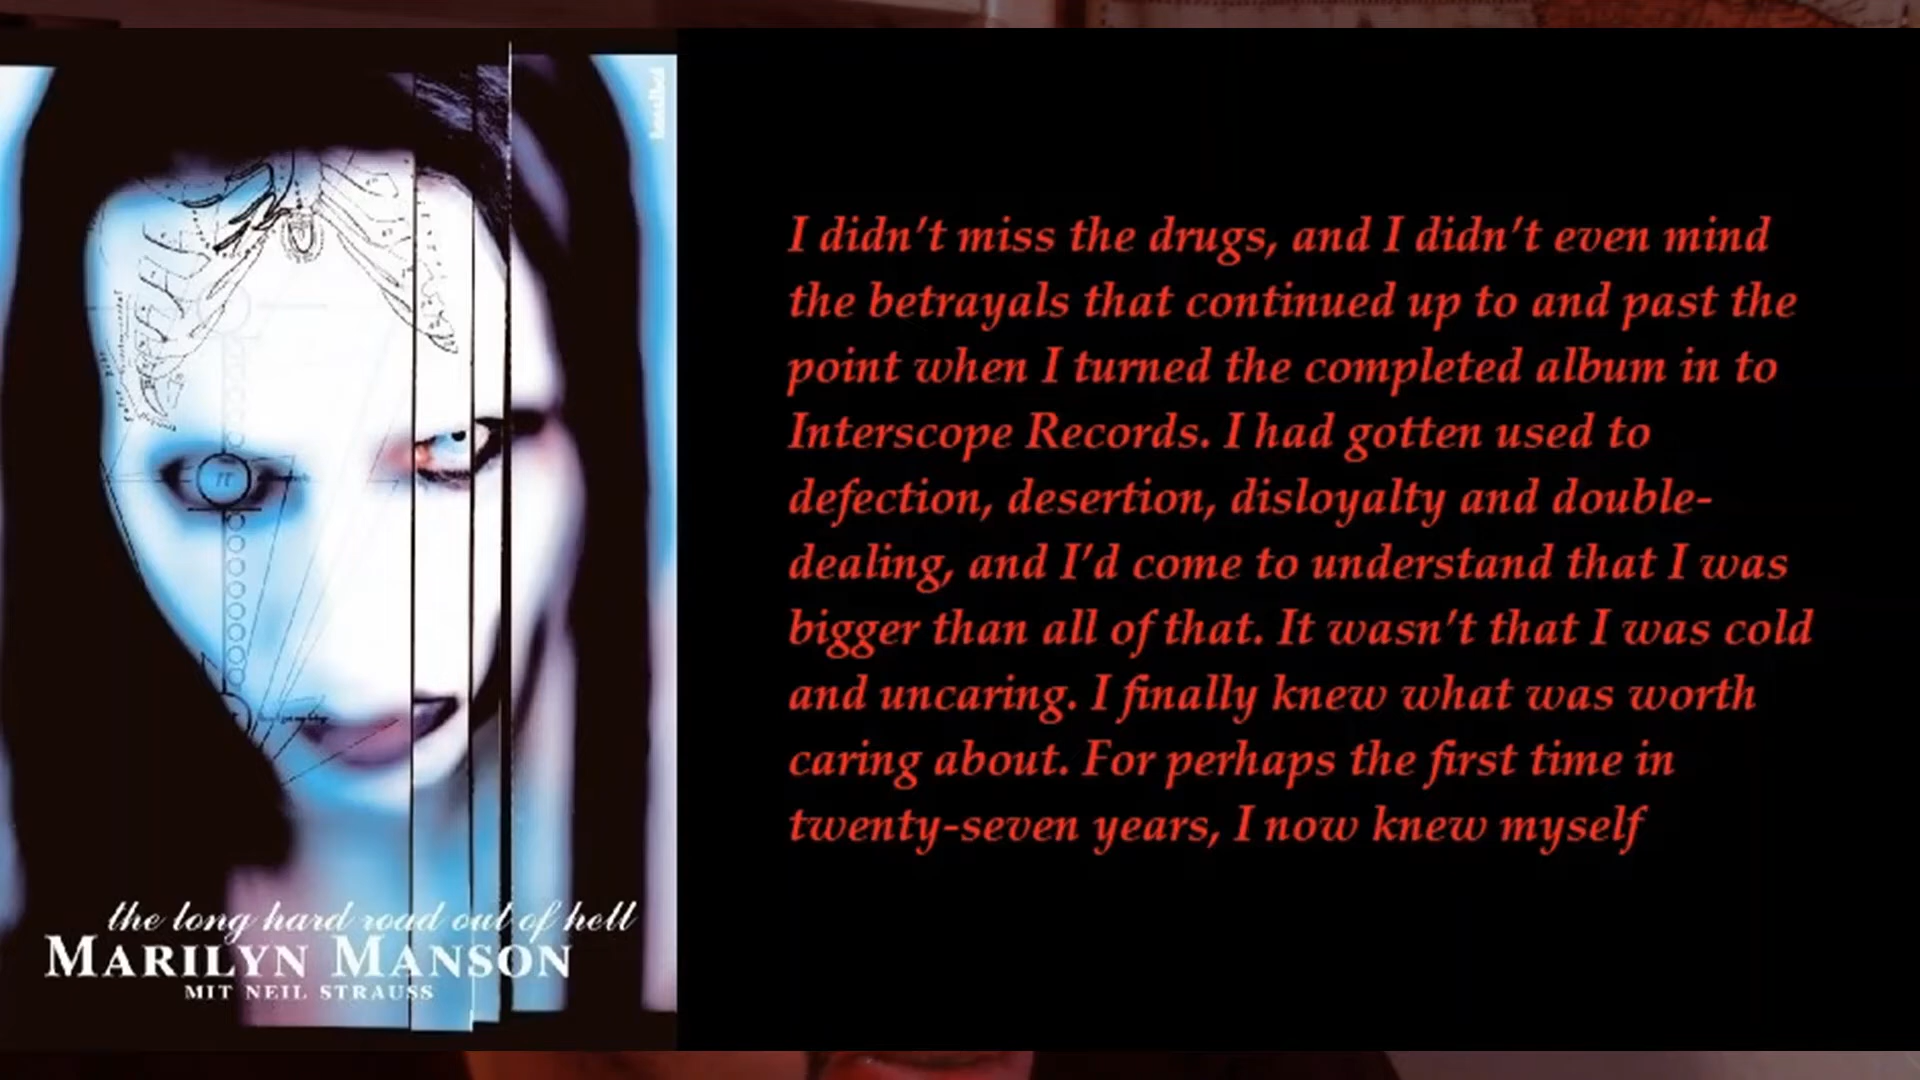 the long hard road out of hell
MARILYN MANSON
MIT NEIL STRAUSS
I didn't miss the drugs, and I didn't even mind
the betrayals that continued up to and past the
point when I turned the completed album in to
Interscope Records. I had gotten used to
defection, desertion, disloyalty and double-
dealing, and I'd come to understand that I was
bigger than all of that. It wasn't that I was cold
and uncaring. I finally knew what was worth
caring about. For perhaps the first time in
twenty-seven years, I now knew myself